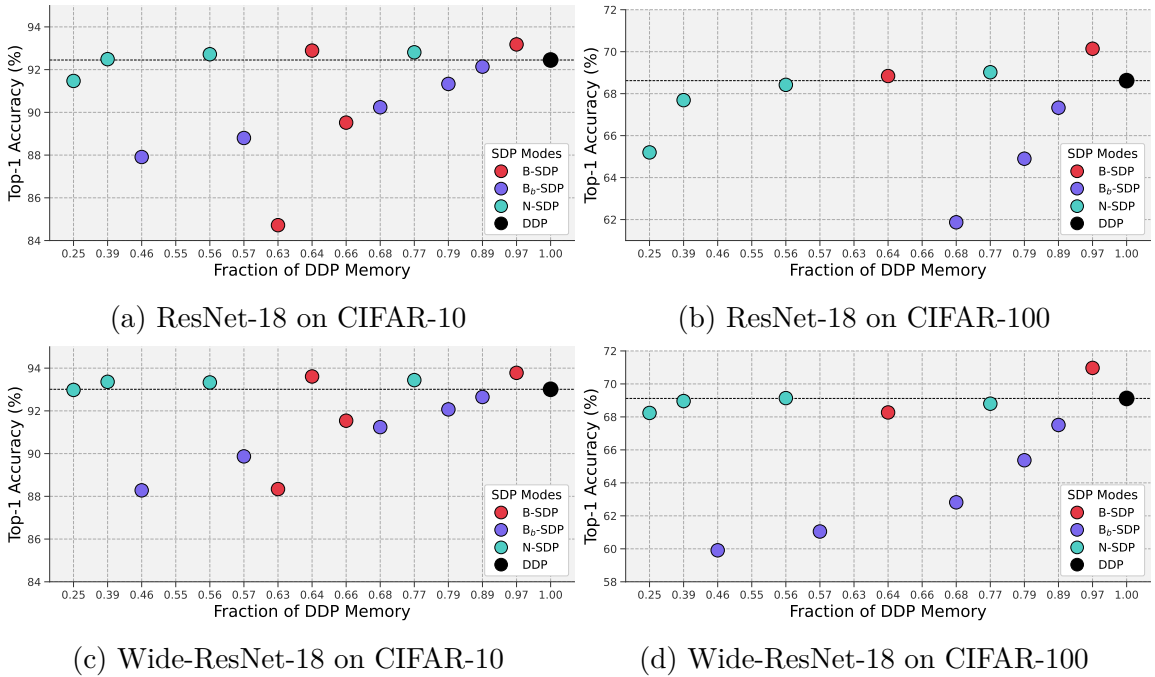 94
92
90
88
86
84
Top-1 Accuracy (%)
SDP Modes
B-SDP
B_b-SDP
N-SDP
DDP
0.25 0.39 0.46 0.55 0.56 0.57 0.63 0.64 0.66 0.68 0.77 0.79 0.89 0.97 1.00
Fraction of DDP Memory
(a) ResNet-18 on CIFAR-10
72
70
68
66
64
62
Top-1 Accuracy (%)
SDP Modes
B-SDP
B_b-SDP
N-SDP
DDP
0.25 0.39 0.46 0.55 0.56 0.57 0.63 0.64 0.66 0.68 0.77 0.79 0.89 0.97 1.00
Fraction of DDP Memory
(b) ResNet-18 on CIFAR-100
94
92
90
88
86
84
Top-1 Accuracy (%)
SDP Modes
B-SDP
B_b-SDP
N-SDP
DDP
0.25 0.39 0.46 0.55 0.56 0.57 0.63 0.64 0.66 0.68 0.77 0.79 0.89 0.97 1.00
Fraction of DDP Memory
(c) Wide-ResNet-18 on CIFAR-10
72
70
68
66
64
62
60
58
Top-1 Accuracy (%)
SDP Modes
B-SDP
B_b-SDP
N-SDP
DDP
0.25 0.39 0.46 0.55 0.56 0.57 0.63 0.64 0.66 0.68 0.77 0.79 0.89 0.97 1.00
Fraction of DDP Memory
(d) Wide-ResNet-18 on CIFAR-100